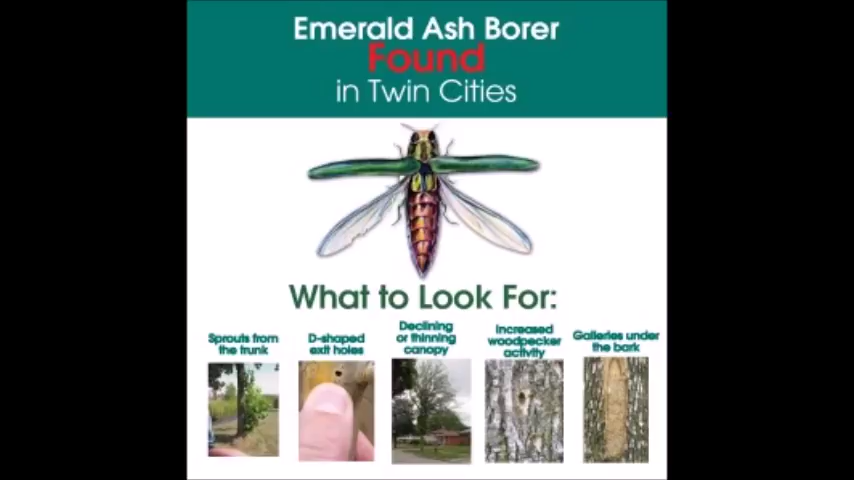 Emerald Ash Borer
Found
in Twin Cities
What to Look For:
Sprouts from
the trunk
D-shaped
exit holes
Declining
or thinning
canopy
Increased
woodpecker
activity
Galleries under
the bark